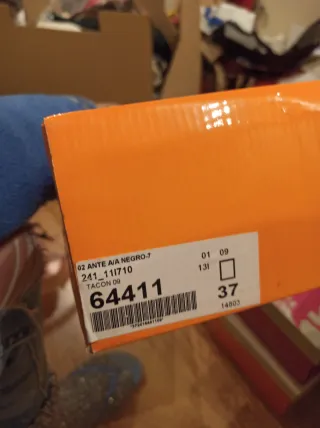 02 ANTE A/A NEGRO-7
241_11I710
TACON 09
64411
01 09
13I
37
14803